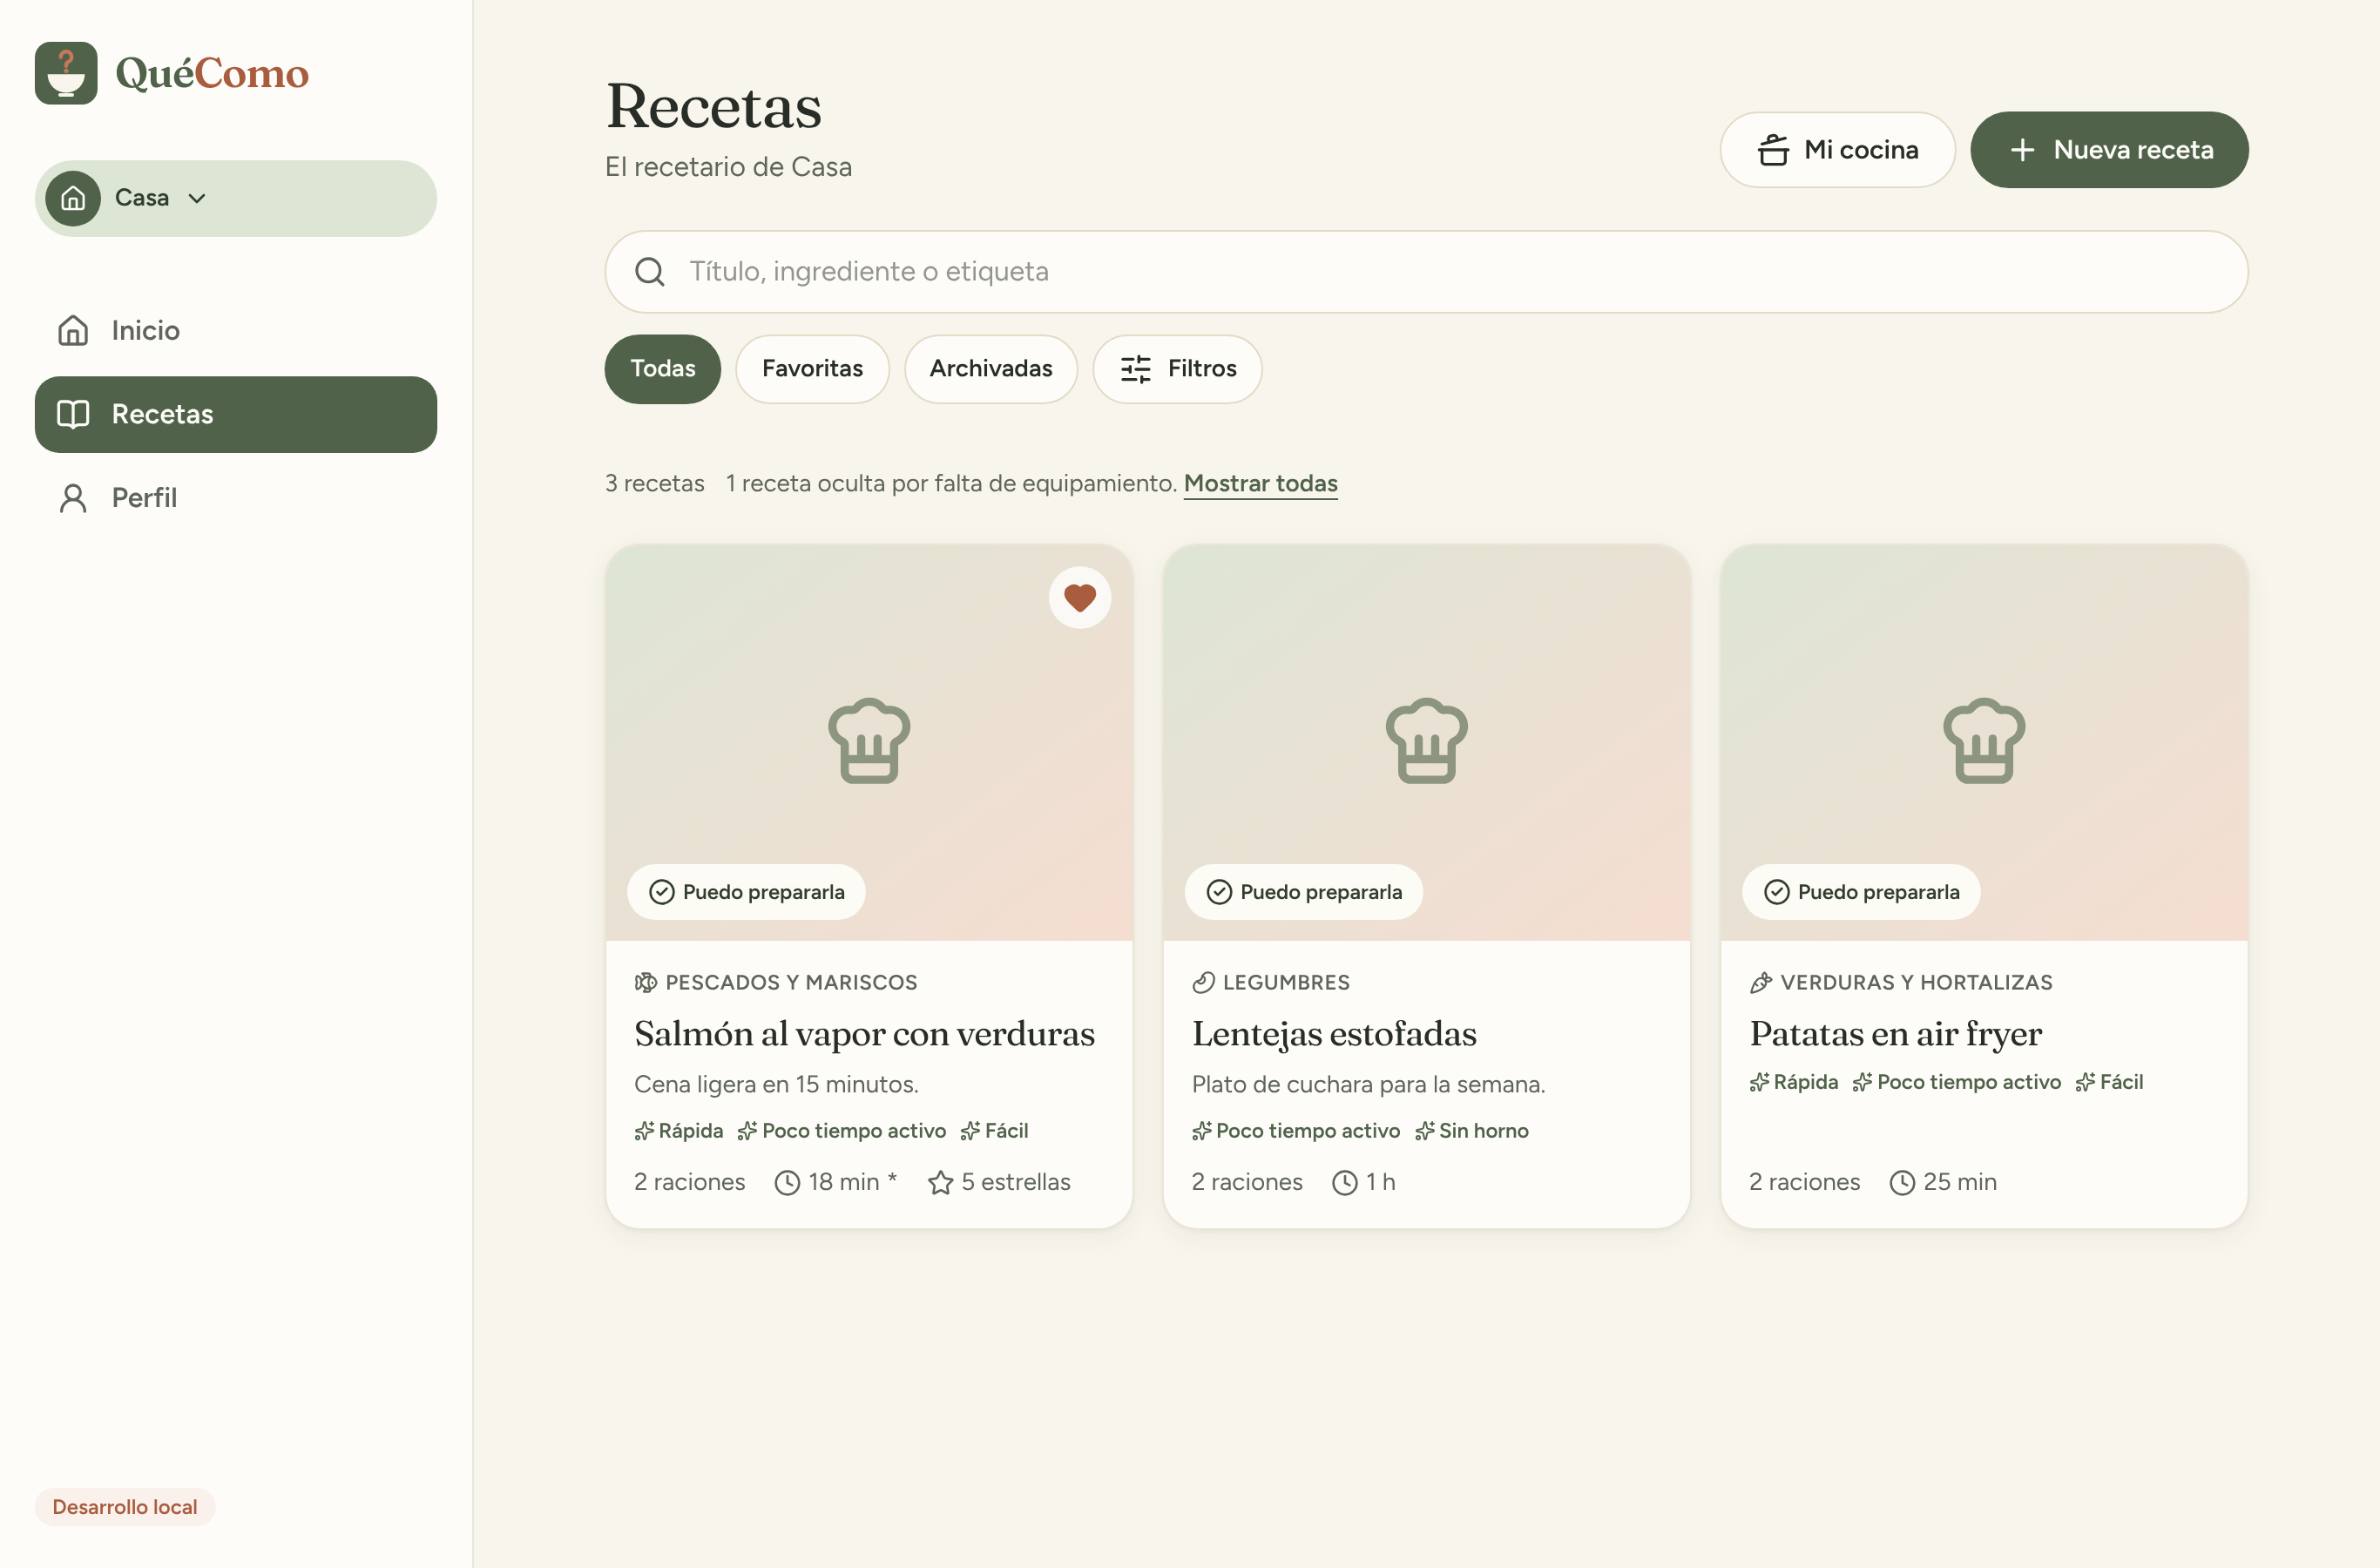 QuéComo
Casa
Inicio
Recetas
Perfil
Desarrollo local
Recetas
El recetario de Casa
Mi cocina
Nueva receta
Título, ingrediente o etiqueta
Todas
Favoritas
Archivadas
Filtros
3 recetas 1 receta oculta por falta de equipamiento. Mostrar todas
Puedo prepararla
PESCADOS Y MARISCOS
Salmón al vapor con verduras
Cena ligera en 15 minutos.
Rápida Poco tiempo activo Fácil
2 raciones 18 min * 5 estrellas
Puedo prepararla
LEGUMBRES
Lentejas estofadas
Plato de cuchara para la semana.
Poco tiempo activo Sin horno
2 raciones 1 h
Puedo prepararla
VERDURAS Y HORTALIZAS
Patatas en air fryer
Rápida Poco tiempo activo Fácil
2 raciones 25 min